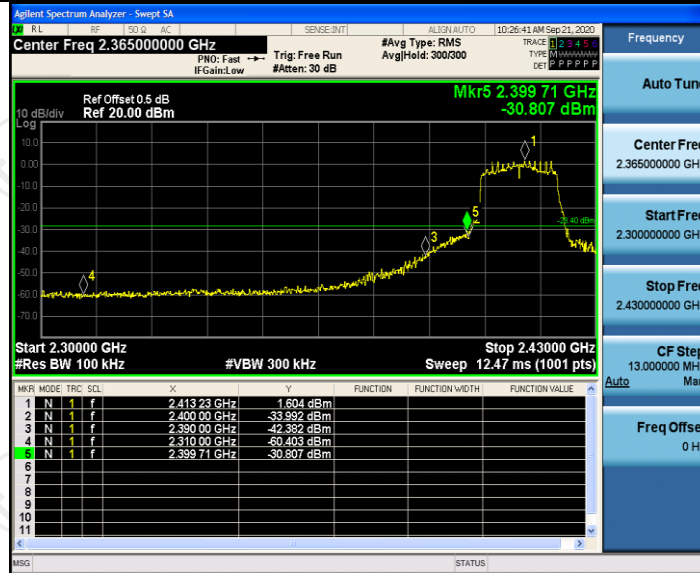 Agilent Spectrum Analyzer - Swept SA
RL RF 50 Ω AC SENSE:INT ALIGN AUTO 10:26:41 AM Sep 21, 2020
Center Freq 2.365000000 GHz
PNO: Fast
IFGain:Low
Trig: Free Run
#Atten: 30 dB
#Avg Type: RMS
Avg|Hold: 300/300
TRACE 1 2 3 4 5 6
TYPE M
DET P P P P P P
Mkr5 2.399 71 GHz
-30.807 dBm
Ref Offset 0.5 dB
10 dB/div Ref 20.00 dBm
Log
10.0
0.00
-10.0
-20.0
-30.0
-40.0
-50.0
-60.0
-70.0
1
5
3
4
Start 2.30000 GHz Stop 2.43000 GHz
#Res BW 100 kHz #VBW 300 kHz Sweep 12.47 ms (1001 pts)
MKR MODE TRC SCL X Y FUNCTION FUNCTION WIDTH FUNCTION VALUE
1 N 1 f 2.413 23 GHz 1.604 dBm
2 N 1 f 2.400 00 GHz -33.992 dBm
3 N 1 f 2.390 00 GHz -42.382 dBm
4 N 1 f 2.310 00 GHz -60.403 dBm
5 N 1 f 2.399 71 GHz -30.807 dBm
6
7
8
9
10
11
MSG STATUS
Frequency
Auto Tun
Center Fre
2.365000000 GH
Start Fre
2.300000000 GH
Stop Fre
2.430000000 GH
CF Ste
13.000000 MH
Auto Ma
Freq Offse
0 H